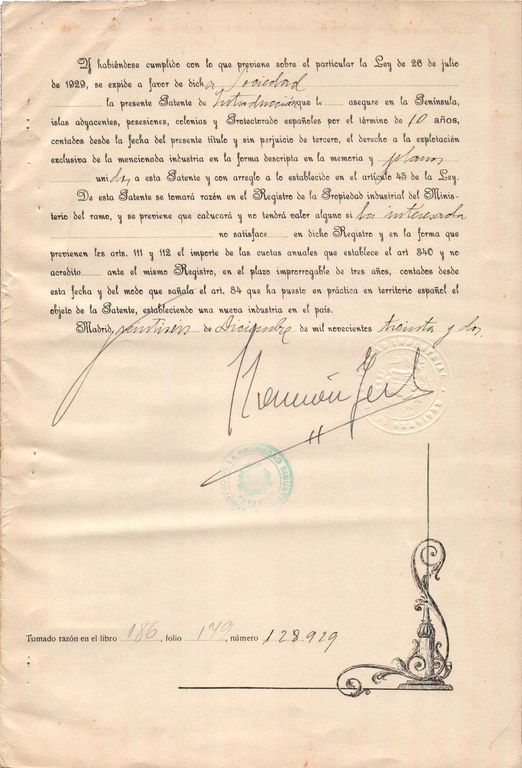 Y habiéndose cumplido con lo que previene sobre el particular la Ley de 26 de julio
de 1929, se expide a favor de dicha Sociedad
la presente Patente de Introducción que le asegure en la Península,
islas adyacentes, posesiones, colonias y Protectorado españoles por el término de 10 años,
contados desde la fecha del presente título y sin perjuicio de tercero, el derecho a la explotación
exclusiva de la mencionada industria en la forma descripta en la memoria y planos
unidos, a esta Patente y con arreglo a lo establecido en el artículo 45 de la Ley.
De esta Patente se tomará razón en el Registro de la Propiedad industrial del Minis-
terio del ramo, y se previene que caducará y no tendrá valor alguno si la interesada
no satisface en dicho Registro y en la forma que
previenen los arts. 111 y 112 el importe de las cuotas anuales que establece el art 340 y no
acredito ante el mismo Registro, en el plazo improrrogable de tres años, contados desde
esta fecha y del modo que señala el art. 84 que ha puesto en práctica en territorio español el
objeto de la Patente, estableciendo una nueva industria en el país.
Madrid, veintiseis de Diciembre de mil novecientos treinta y dos
Ramón
Tomado razón en el libro 186, folio 149, número 128929